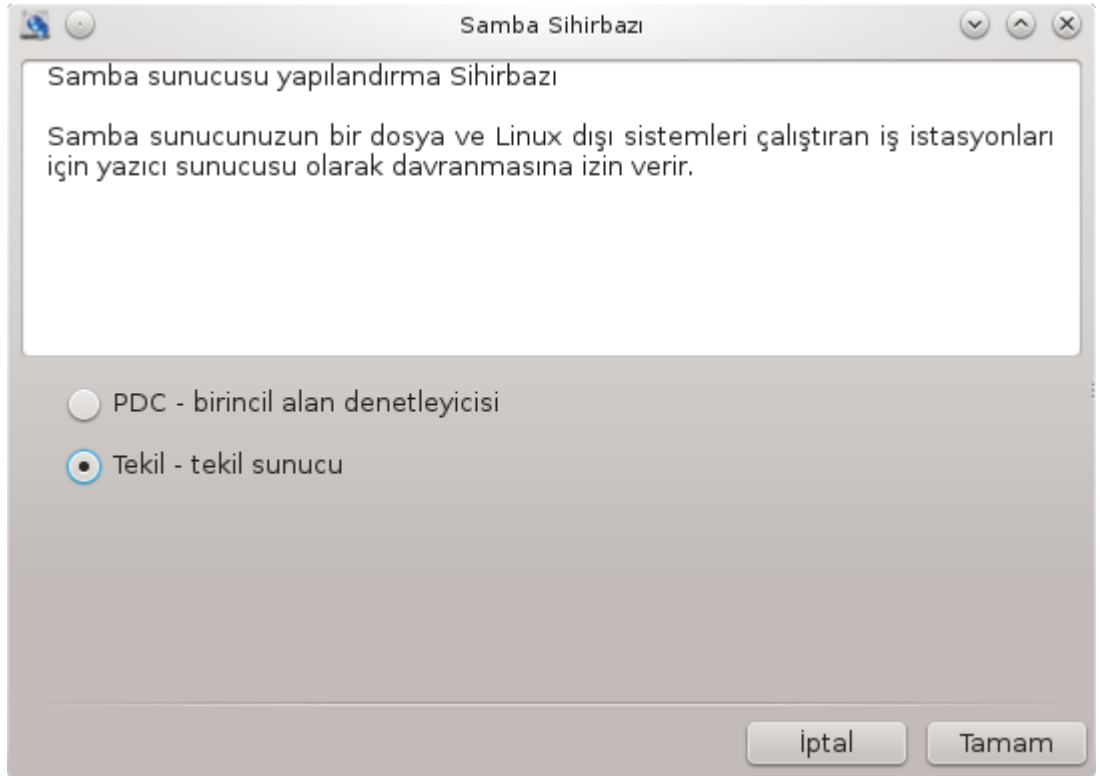 Samba Sihirbazı
Samba sunucusu yapılandırma Sihirbazı
Samba sunucunuzun bir dosya ve Linux dışı sistemleri çalıştıran iş istasyonları
için yazıcı sunucusu olarak davranmasına izin verir.
PDC - birincil alan denetleyicisi
Tekil - tekil sunucu
İptal
Tamam